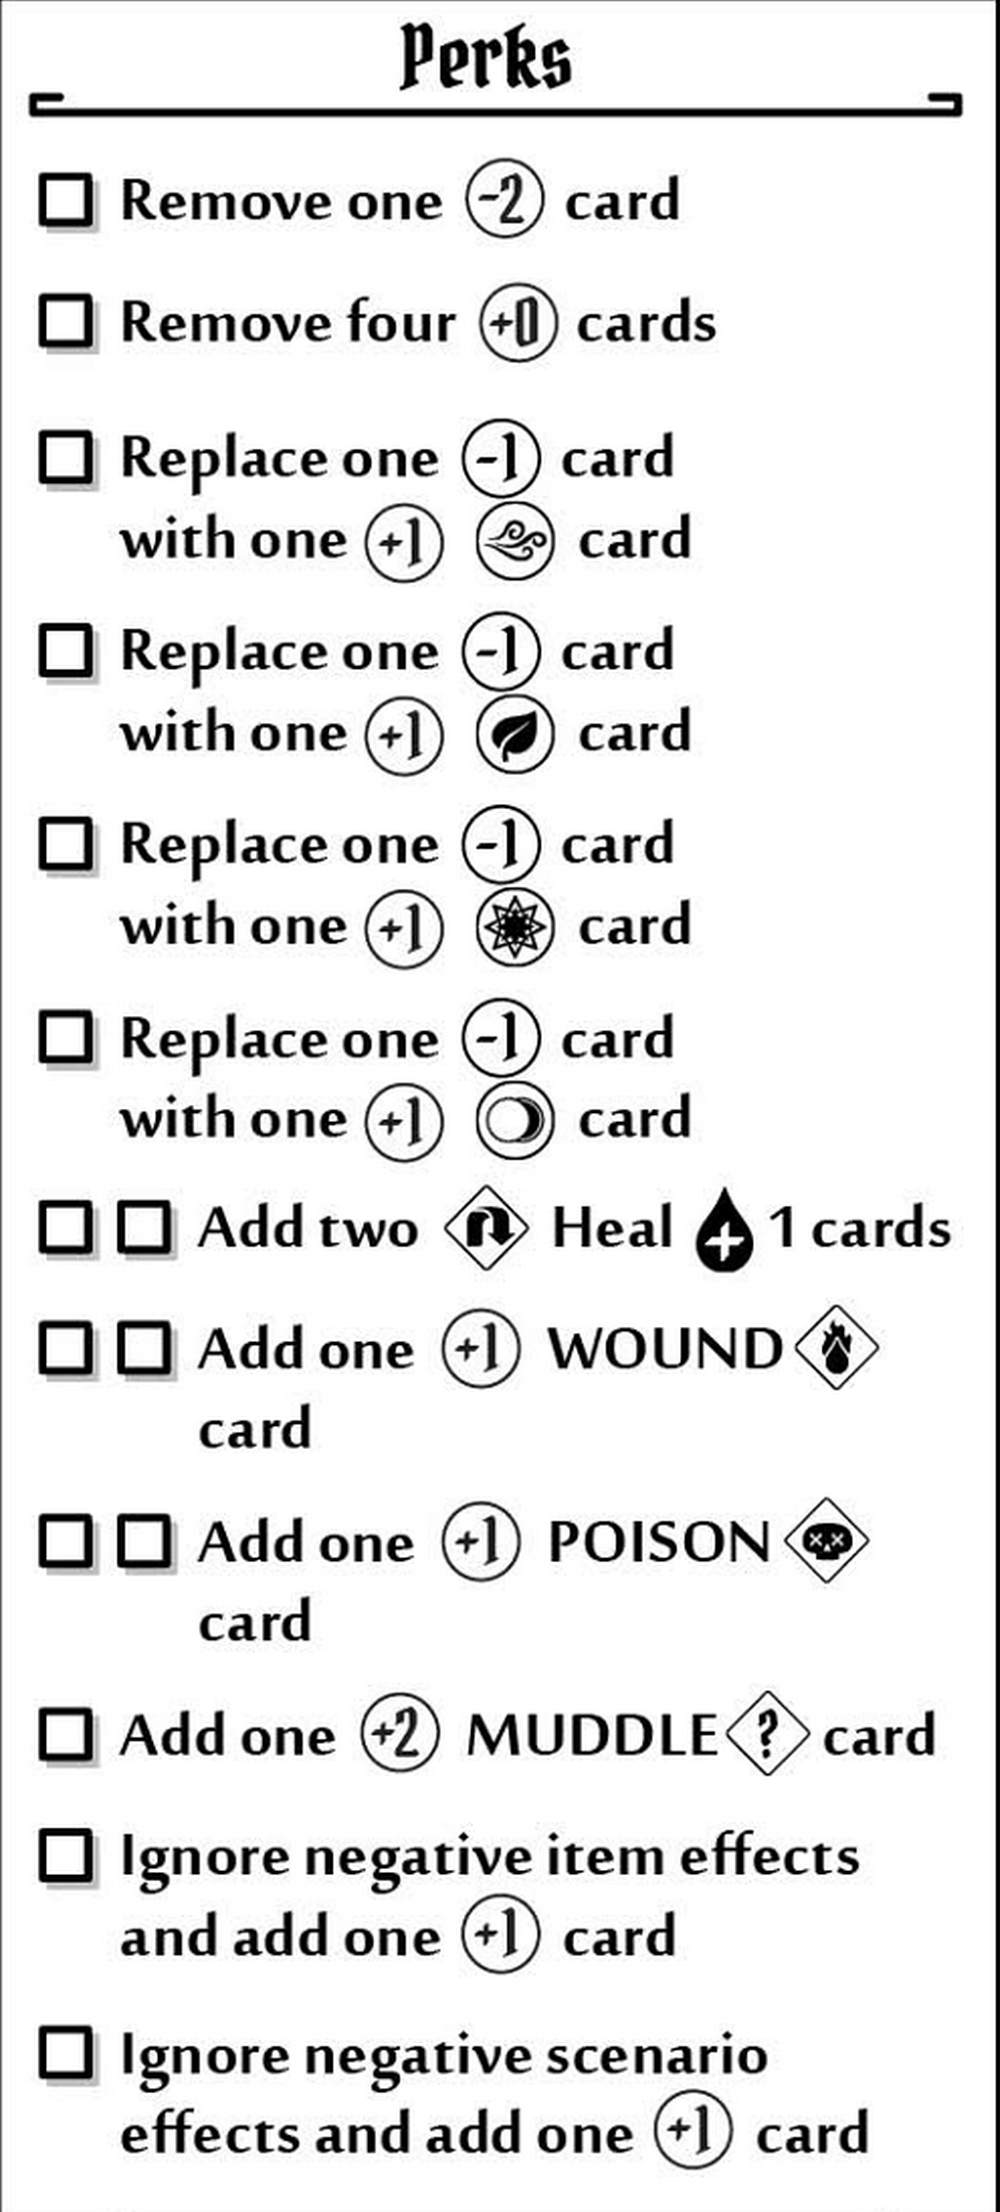 Perks
Remove one -2 card
Remove four +0 cards
Replace one -1 card
with one +1 card
Replace one -1 card
with one +1 card
Replace one -1 card
with one +1 card
Replace one -1 card
with one +1 card
Add two Heal 1 cards
Add one +1 WOUND
card
Add one +1 POISON
card
Add one +2 MUDDLE ? card
Ignore negative item effects
and add one +1 card
Ignore negative scenario
effects and add one +1 card